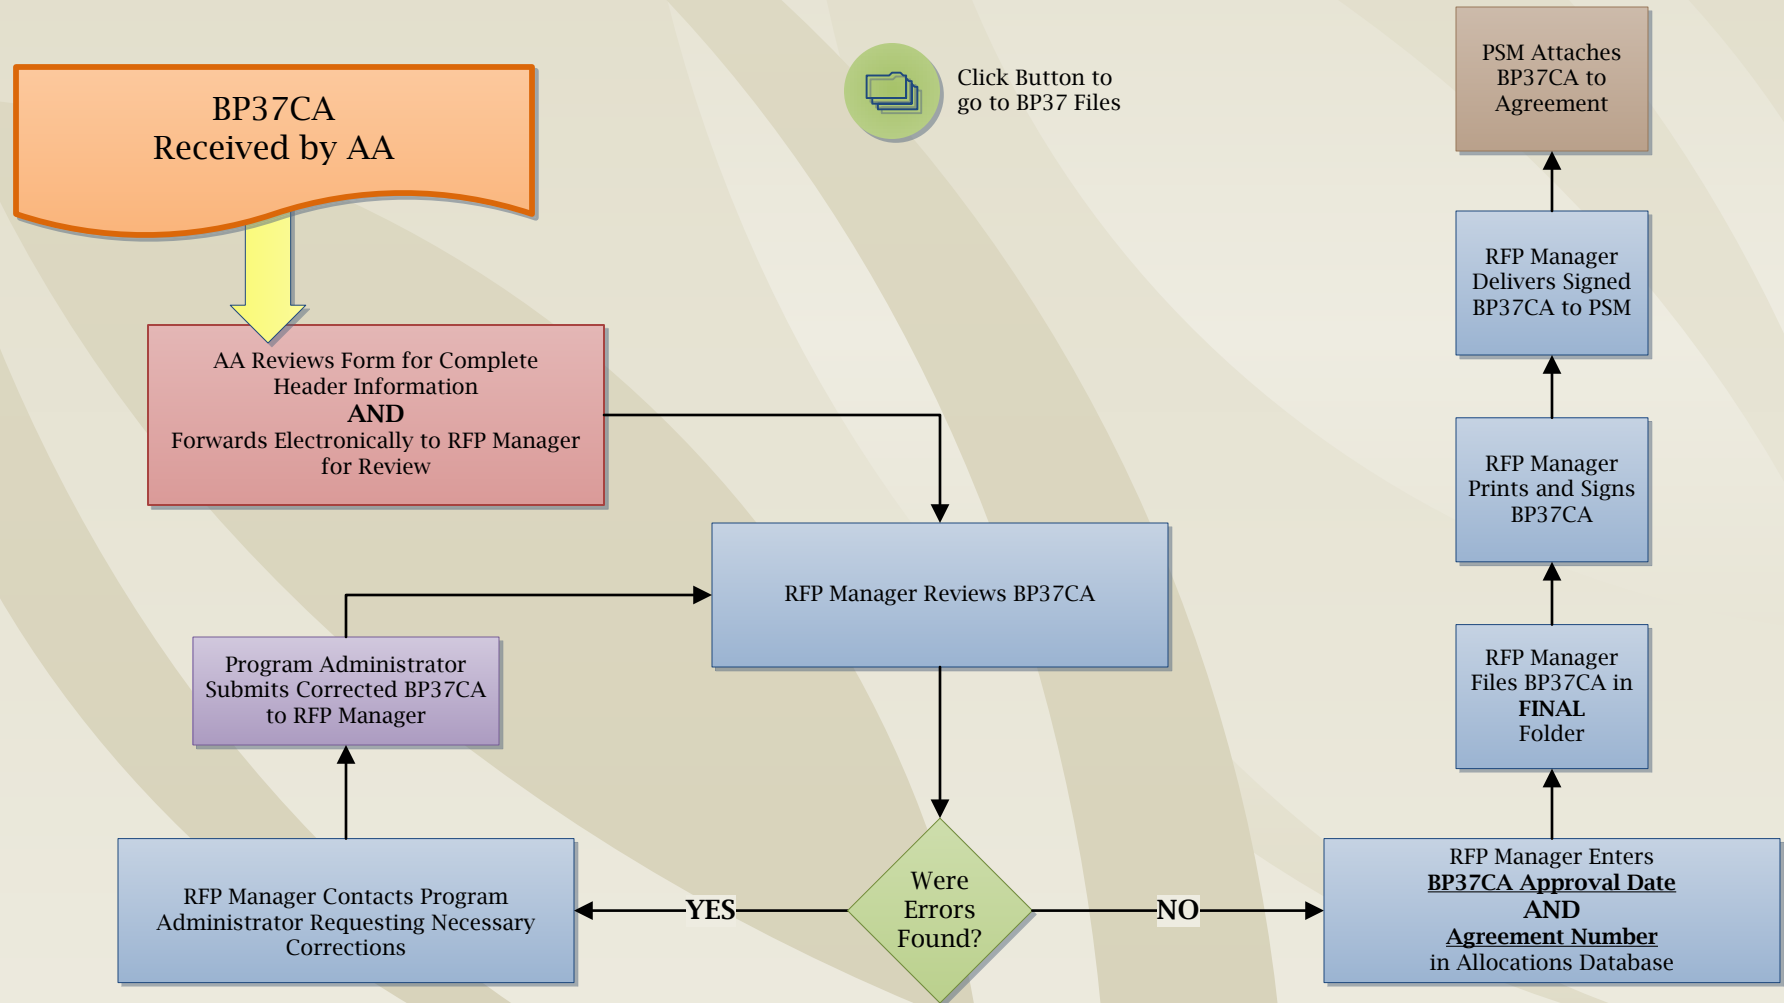 BP37CA
Received by AA
Click Button to
go to BP37 Files
AA Reviews Form for Complete
Header Information
AND
Forwards Electronically to RFP Manager
for Review
RFP Manager Reviews BP37CA
Program Administrator
Submits Corrected BP37CA
to RFP Manager
RFP Manager Contacts Program
Administrator Requesting Necessary
Corrections
YES
Were
Errors
Found?
NO
RFP Manager Enters
BP37CA Approval Date
AND
Agreement Number
in Allocations Database
RFP Manager
Files BP37CA in
FINAL
Folder
RFP Manager
Prints and Signs
BP37CA
RFP Manager
Delivers Signed
BP37CA to PSM
PSM Attaches
BP37CA to
Agreement